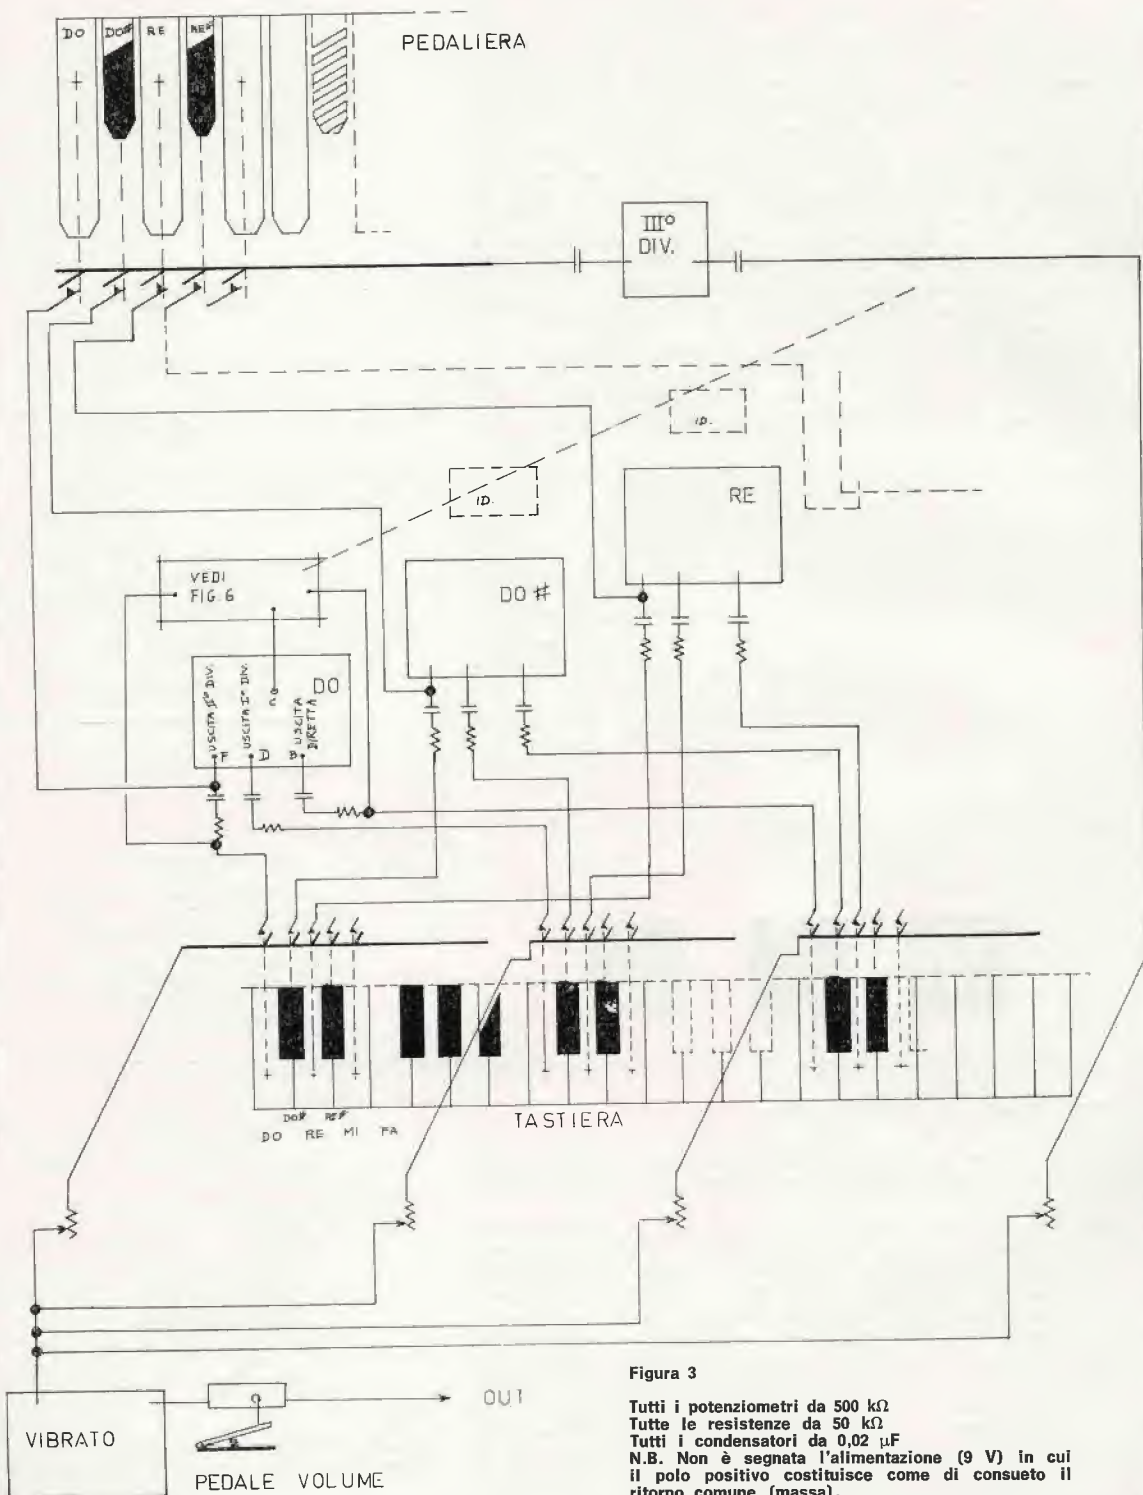 DO DO# RE RE#
PEDALIERA
III°
DIV.
ID.
ID.
RE
VEDI
FIG. 6
DO #
DO
USCITA II° DIV.
USCITA I° DIV.
C
USCITA
DIRETTA
F D B
DO# RE#
DO RE MI FA
TASTIERA
OUT
VIBRATO
PEDALE VOLUME
Figura 3
Tutti i potenziometri da 500 kΩ
Tutte le resistenze da 50 kΩ
Tutti i condensatori da 0,02 µF
N.B. Non è segnata l'alimentazione (9 V) in cui
il polo positivo costituisce come di consueto il
ritorno comune (massa).